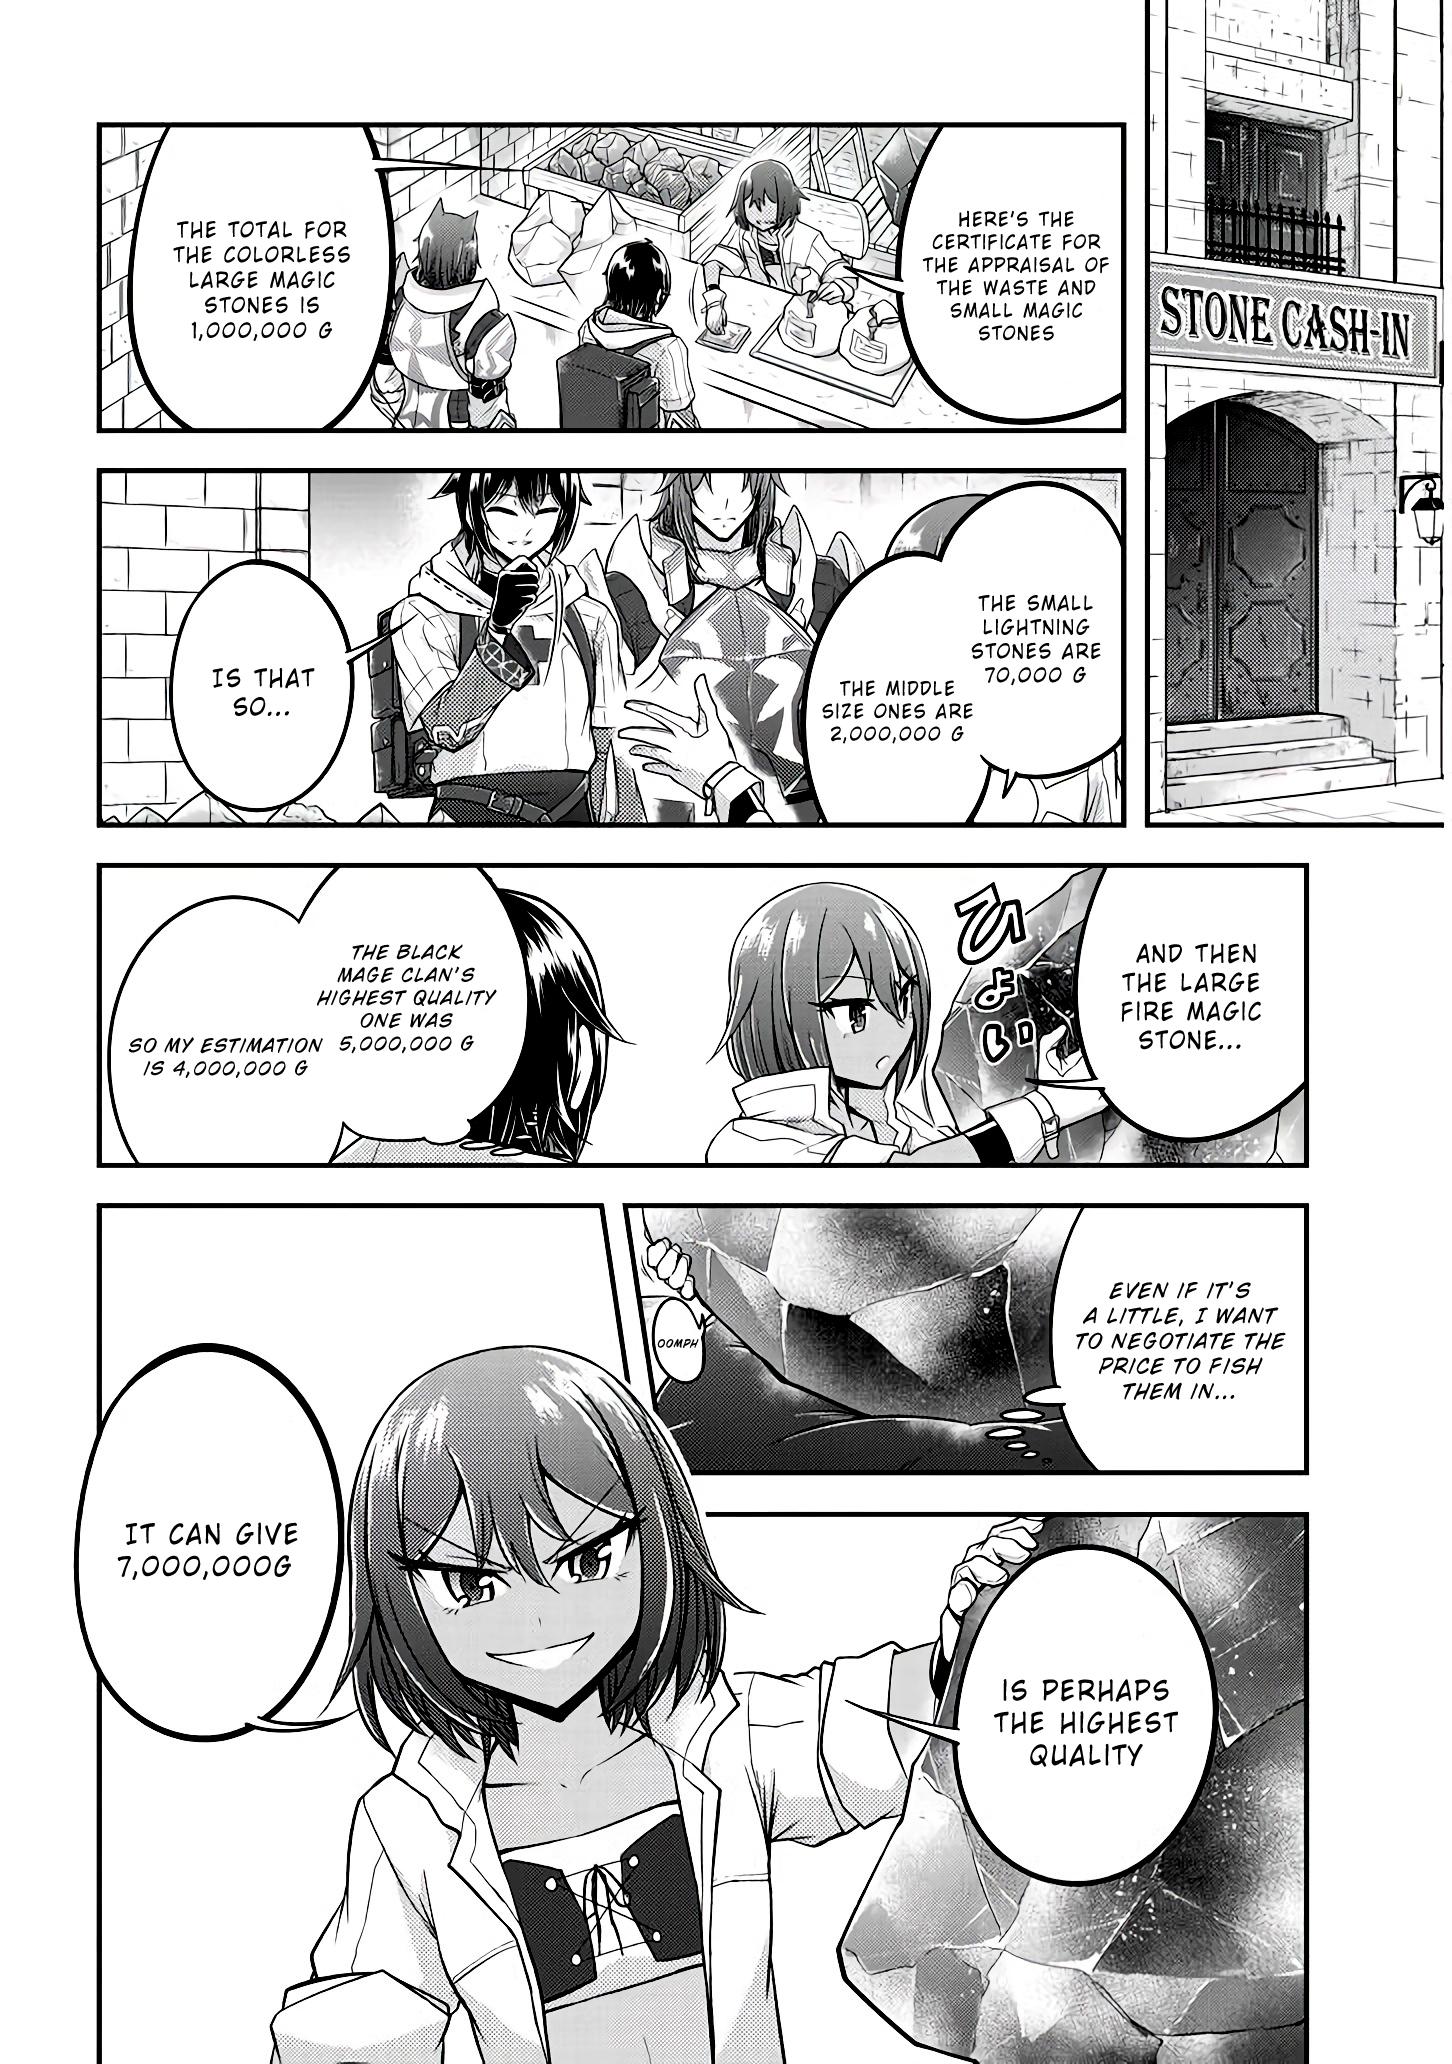 STONE CASH-IN
HERE'S THE
CERTIFICATE FOR
THE APPRAISAL OF
THE WASTE AND
SMALL MAGIC
STONES
THE TOTAL FOR
THE COLORLESS
LARGE MAGIC
STONES IS
1,000,000 G
THE SMALL
LIGHTNING
STONES ARE
70,000 G
THE MIDDLE
SIZE ONES ARE
2,000,000 G
IS THAT
SO...
AND THEN
THE LARGE
FIRE MAGIC
STONE...
ひょい
THE BLACK
MAGE CLAN'S
HIGHEST QUALITY
ONE WAS
5,000,000 G
SO MY ESTIMATION
IS 4,000,000 G
EVEN IF IT'S
A LITTLE, I WANT
TO NEGOTIATE THE
PRICE TO FISH
THEM IN...
OOMPH
IS PERHAPS
THE HIGHEST
QUALITY
IT CAN GIVE
7,000,000G